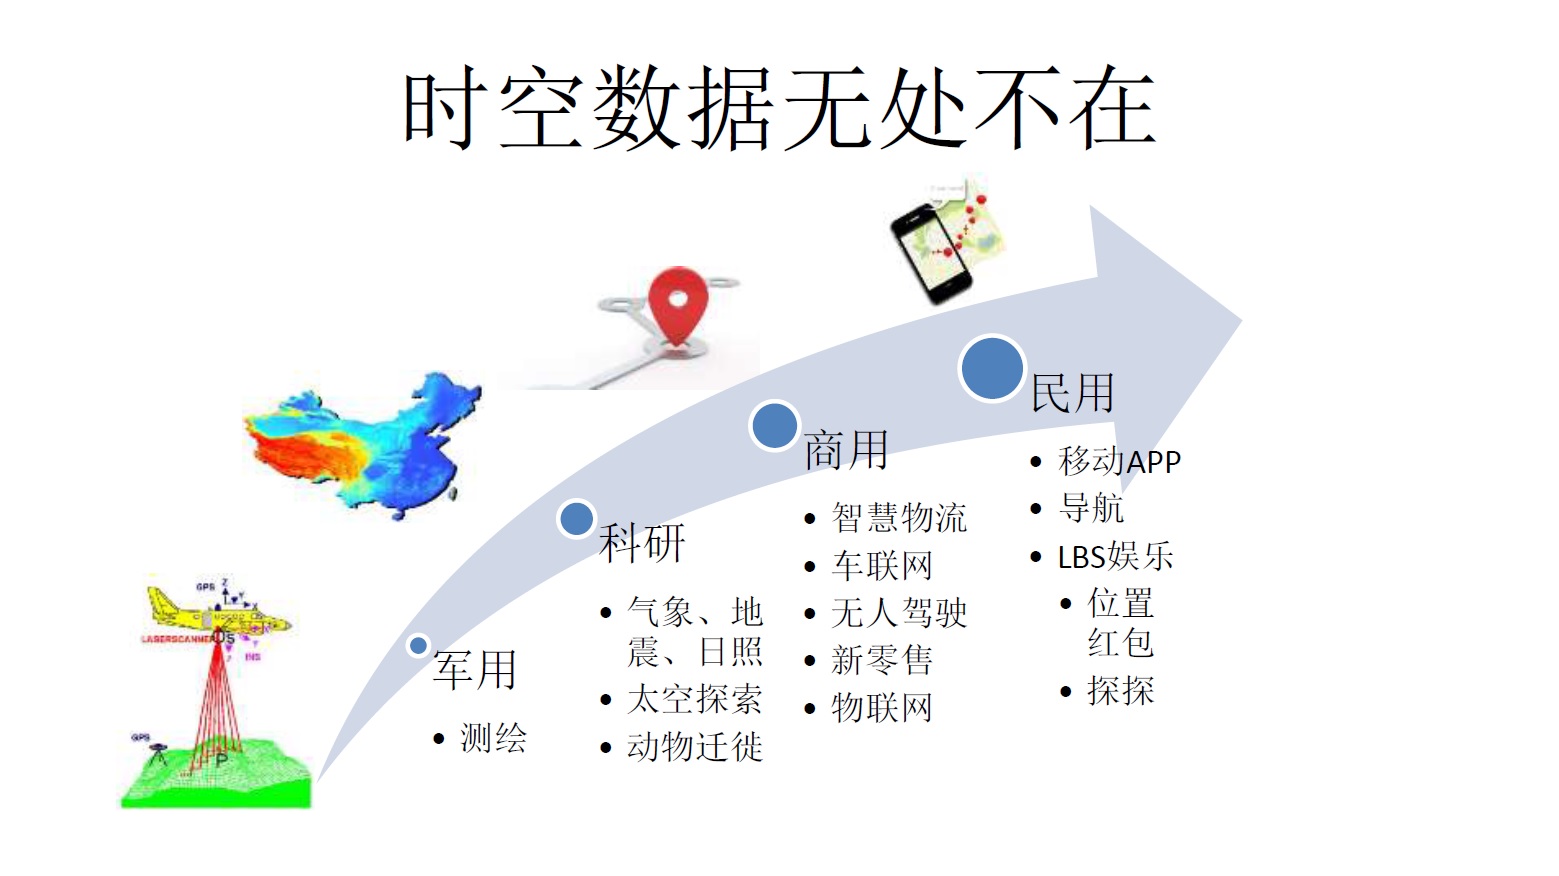 时空数据无处不在
民用
• 移动APP
• 导航
• LBS娱乐
• 位置
红包
• 探探
商用
• 智慧物流
• 车联网
• 无人驾驶
• 新零售
• 物联网
科研
• 气象、地
震、日照
• 太空探索
• 动物迁徙
军用
• 测绘
GPS
Z
Y
X
LASERSCANNER
S
INS
GPS
P